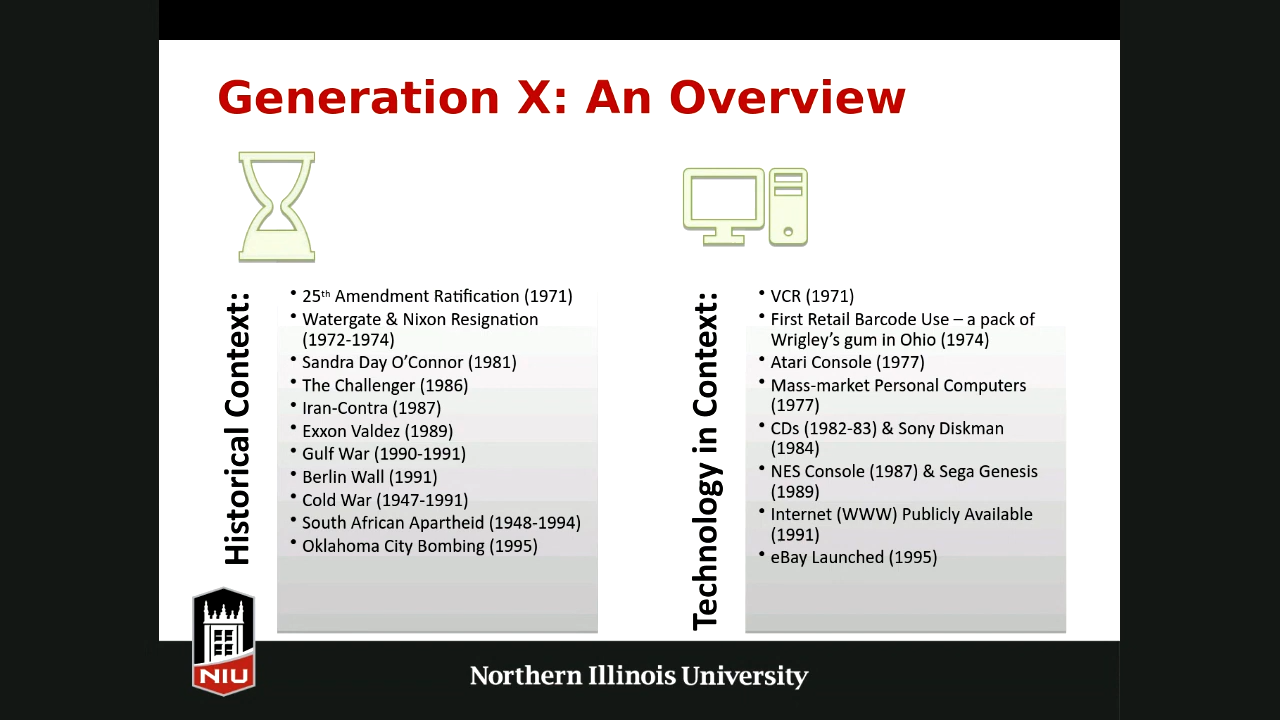 Generation X: An Overview
Historical Context:
• 25th Amendment Ratification (1971)
• Watergate & Nixon Resignation
(1972-1974)
• Sandra Day O’Connor (1981)
• The Challenger (1986)
• Iran-Contra (1987)
• Exxon Valdez (1989)
• Gulf War (1990-1991)
• Berlin Wall (1991)
• Cold War (1947-1991)
• South African Apartheid (1948-1994)
• Oklahoma City Bombing (1995)
Technology in Context:
• VCR (1971)
• First Retail Barcode Use – a pack of
Wrigley’s gum in Ohio (1974)
• Atari Console (1977)
• Mass-market Personal Computers
(1977)
• CDs (1982-83) & Sony Diskman
(1984)
• NES Console (1987) & Sega Genesis
(1989)
• Internet (WWW) Publicly Available
(1991)
• eBay Launched (1995)
NIU
Northern Illinois University